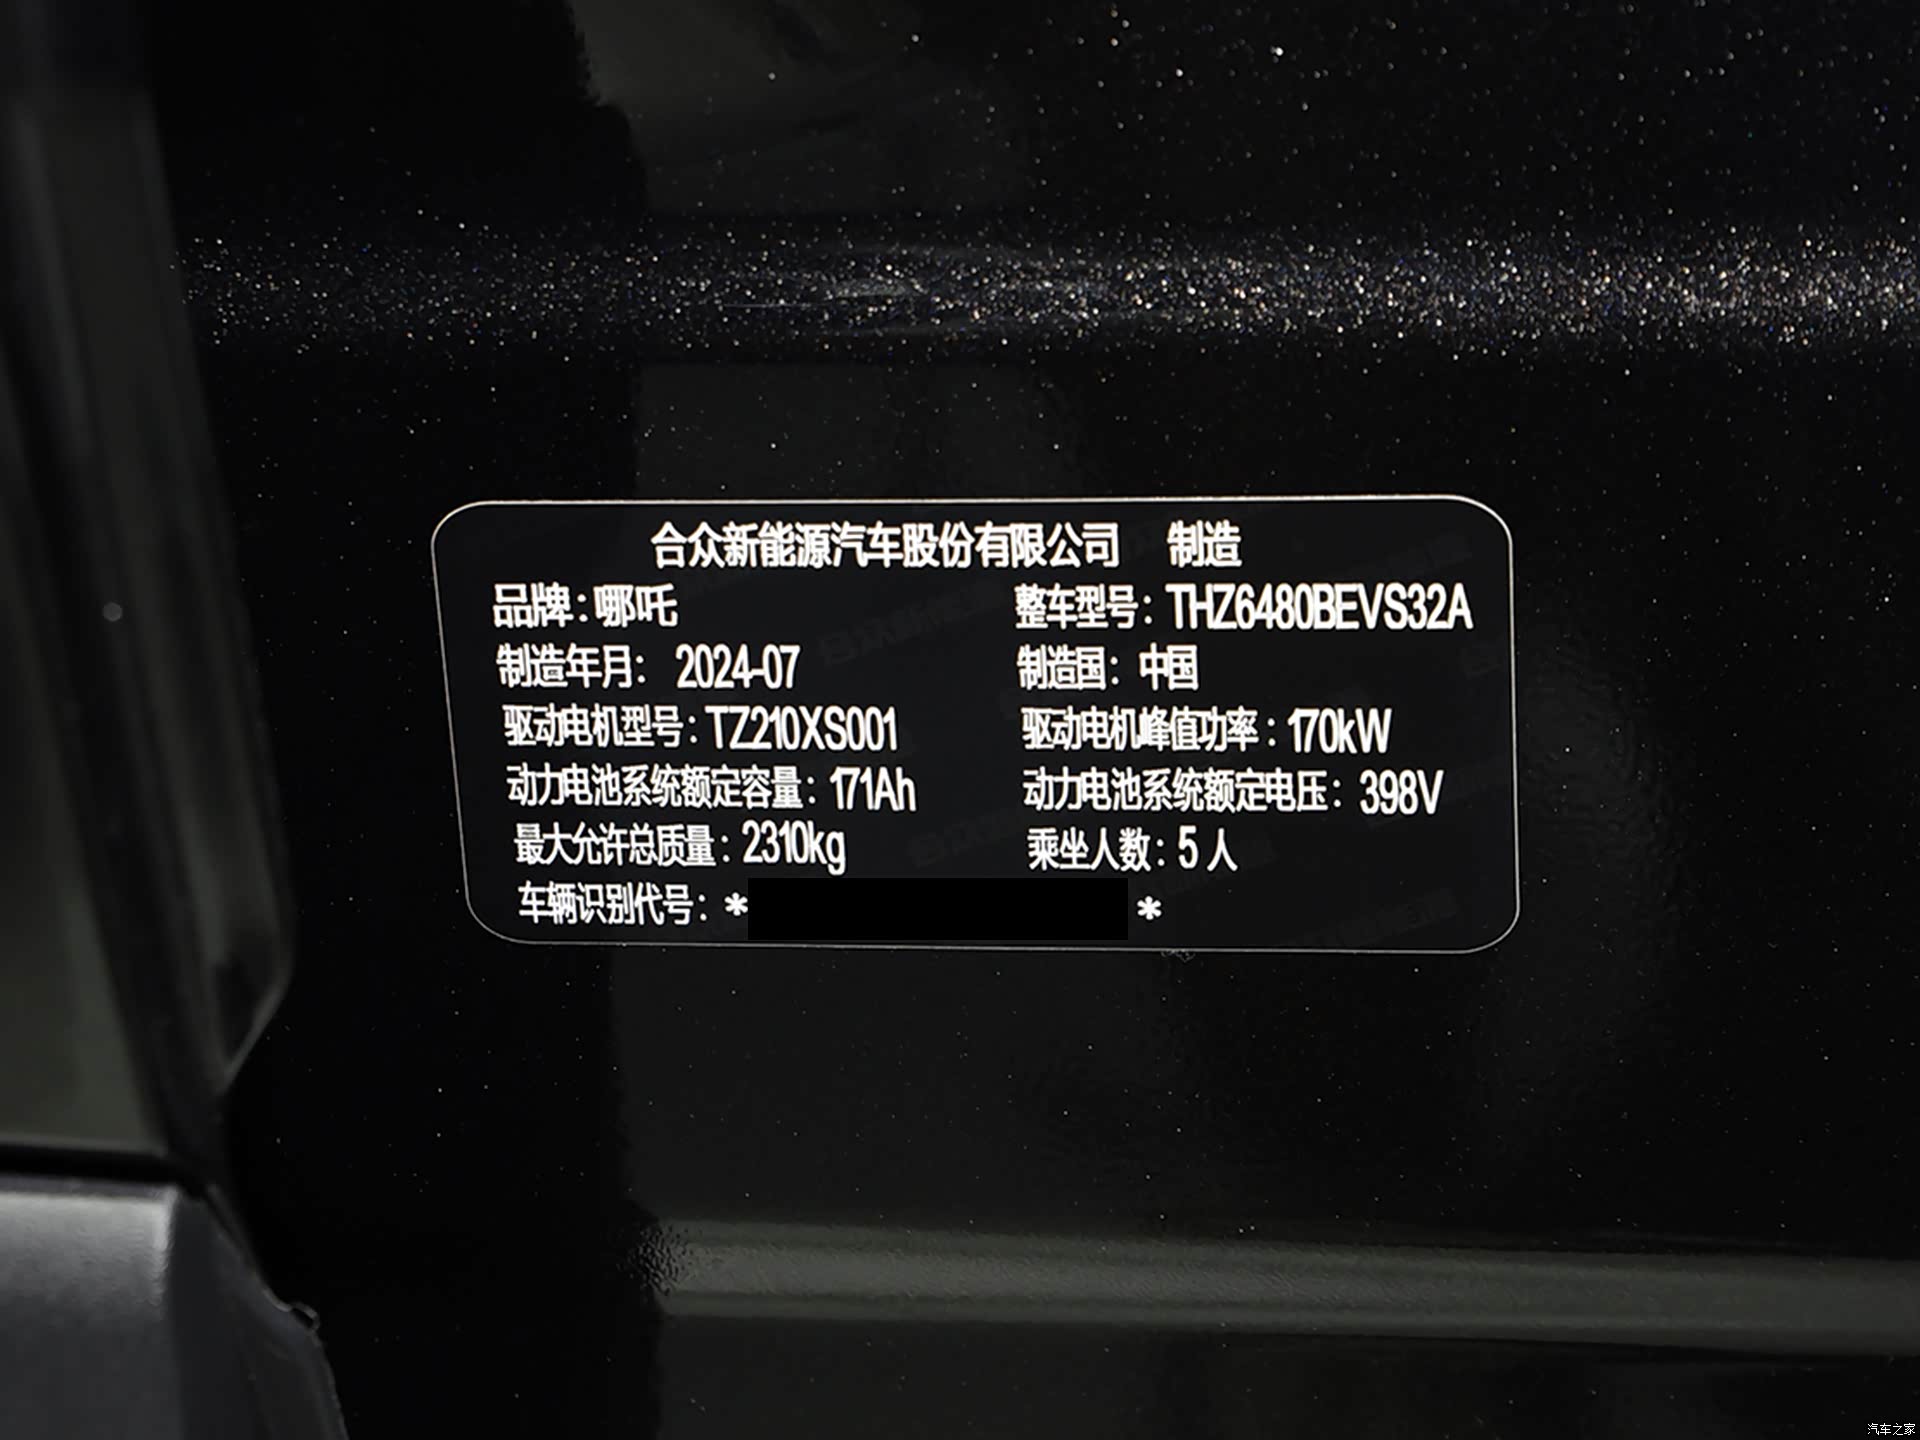 合众新能源汽车股份有限公司 制造
品牌：哪吒 整车型号：THZ6480BEVS32A
制造年月： 2024-07 制造国：中国
驱动电机型号：TZ210XS001 驱动电机峰值功率：170kW
动力电池系统额定容量：171Ah 动力电池系统额定电压：398V
最大允许总质量：2310kg 乘坐人数：5 人
车辆识别代号：* *
汽车之家